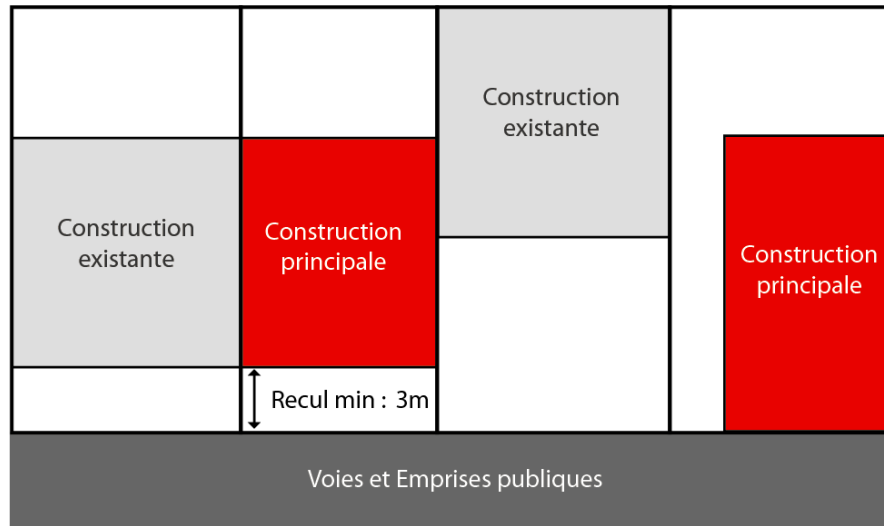 Construction
existante
Construction
existante
Construction
principale
Construction
principale
Recul min : 3m
Voies et Emprises publiques